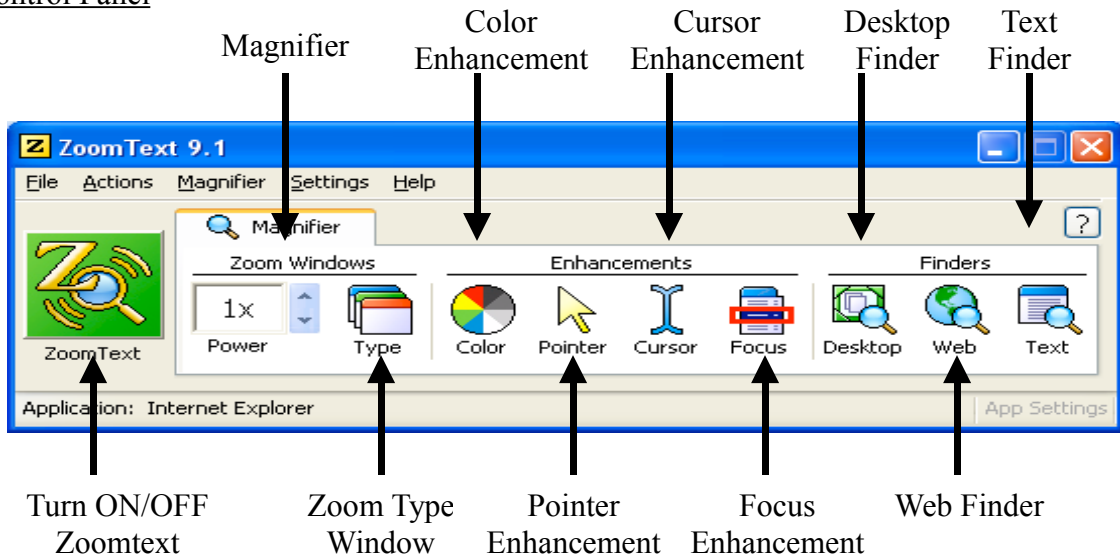 Control Panel
Magnifier
Color
Enhancement
Cursor
Enhancement
Desktop
Finder
Text
Finder
Z ZoomText 9.1
File Actions Magnifier Settings Help
Magnifier
?
Zoom Windows Enhancements Finders
1x
Power Type Color Pointer Cursor Focus Desktop Web Text
ZoomText
Application: Internet Explorer App Settings
Turn ON/OFF
Zoomtext
Zoom Type
Window
Pointer
Enhancement
Focus
Enhancement
Web Finder